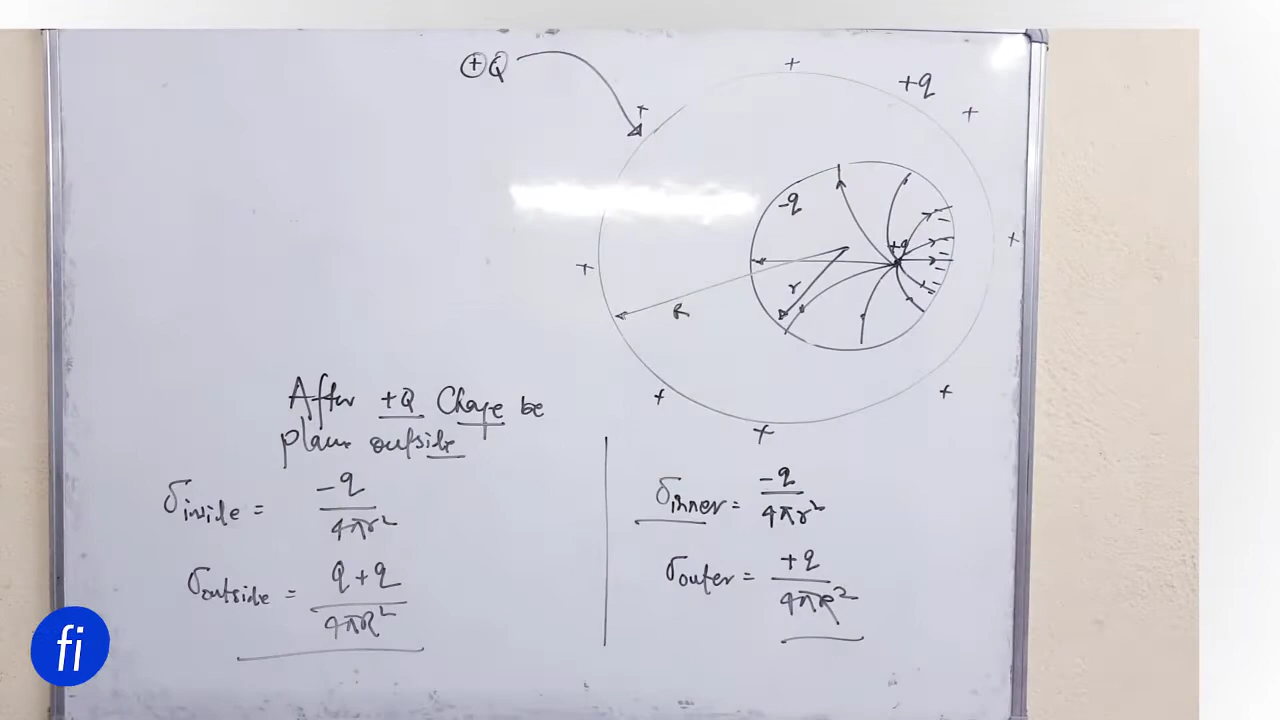 ⊕Q
+q
-q
+q
r
R
After +Q Charge be
place outside
σinside = -q / 4πr²
σoutside = Q+q / 4πR²
σinner = -q / 4πr²
σouter = +q / 4πR²
fi